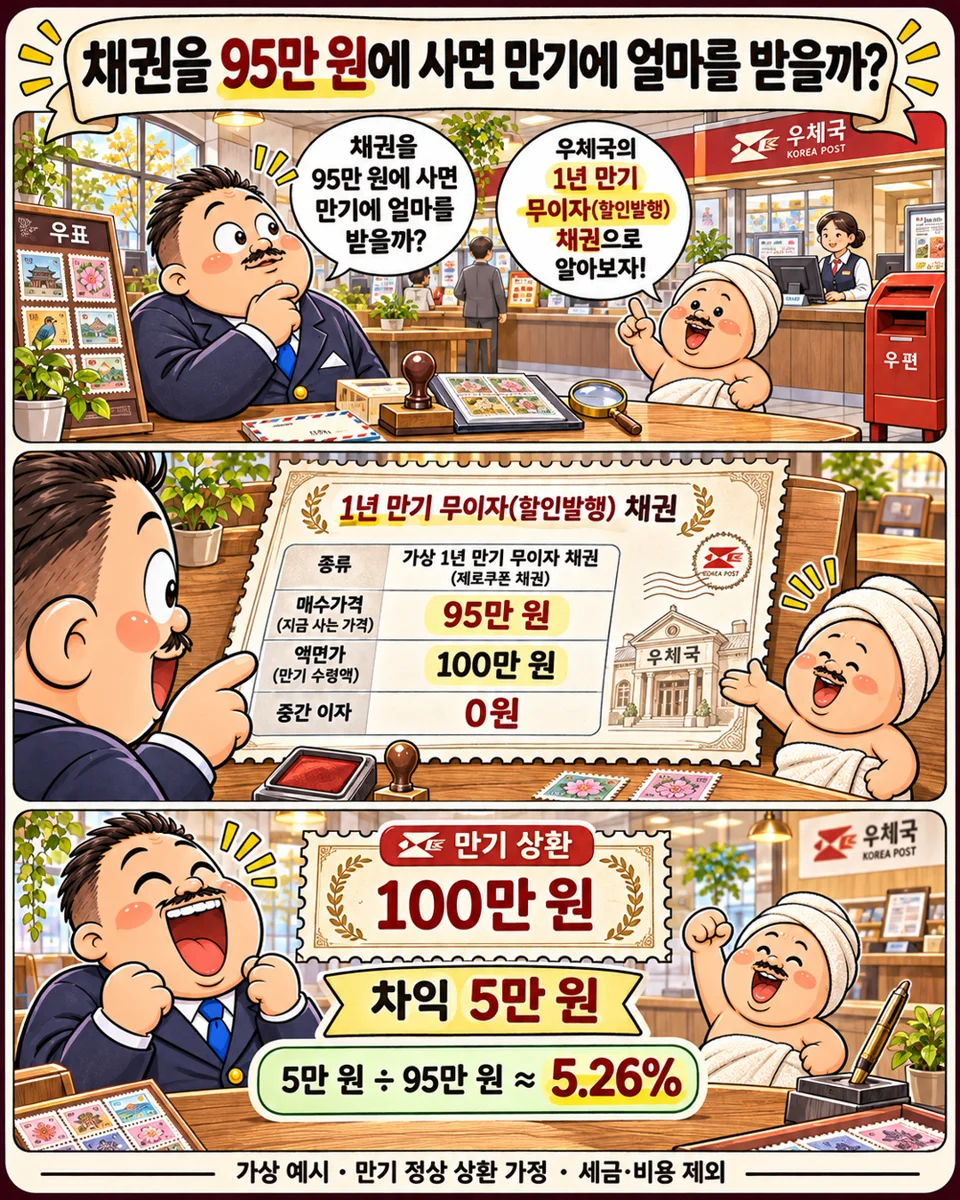 채권을 95만 원에 사면 만기에 얼마를 받을까?
채권을
95만 원에 사면
만기에 얼마를
받을까?
우체국의
1년 만기
무이자(할인발행)
채권으로
알아보자!
우체국
KOREA POST
우표
우편
1년 만기 무이자(할인발행) 채권
종류
가상 1년 만기 무이자 채권
(제로쿠폰 채권)
매수가격
(지금 사는 가격)
95만 원
액면가
(만기 수령액)
100만 원
중간 이자
0원
KOREA POST
우체국
만기 상환
100만 원
우체국
KOREA POST
차익 5만 원
5만 원 ÷ 95만 원 ≈ 5.26%
가상 예시 · 만기 정상 상환 가정 · 세금·비용 제외